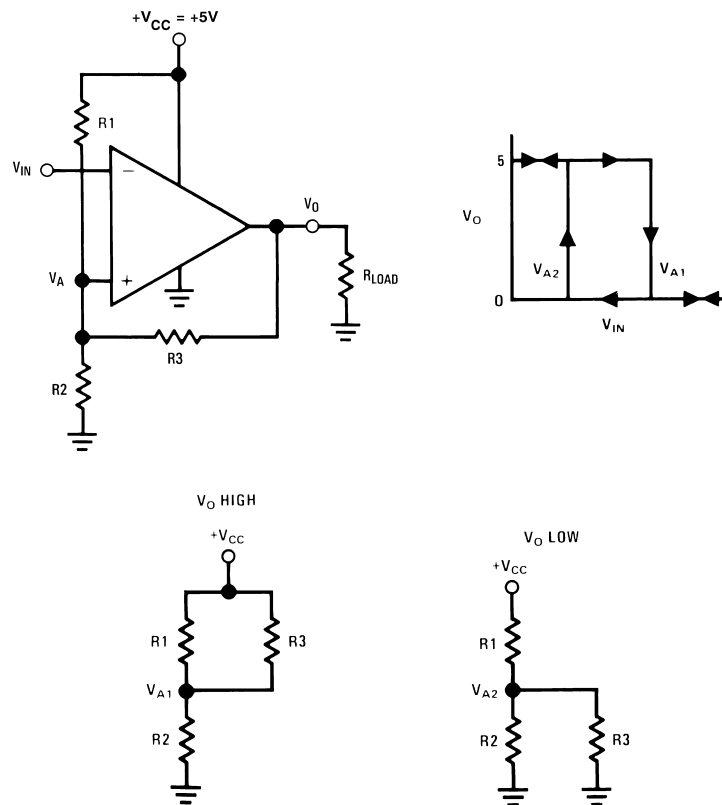 +VCC = +5V
R1
VIN
−
VO
VA
+
RLOAD
R3
R2
5
VO
VA2
VA1
0
VIN
VO HIGH
+VCC
R1
R3
VA1
R2
VO LOW
+VCC
R1
VA2
R2
R3